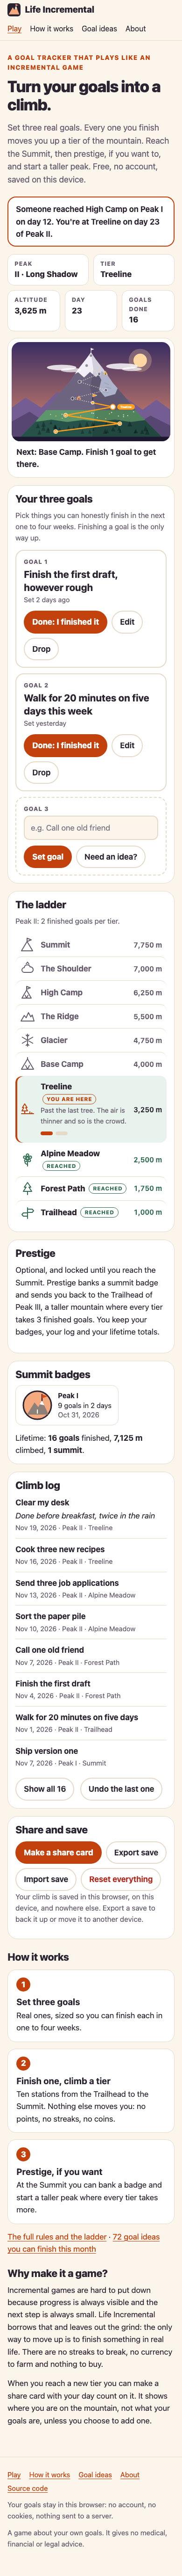 Life Incremental
Play How it works Goal ideas About
A GOAL TRACKER THAT PLAYS LIKE AN
INCREMENTAL GAME
Turn your goals into a
climb.
Set three real goals. Every one you finish
moves you up a tier of the mountain. Reach
the Summit, then prestige, if you want to,
and start a taller peak. Free, no account,
saved on this device.
Someone reached High Camp on Peak I
on day 12. You're at Treeline on day 23
of Peak II.
PEAK
II · Long Shadow
TIER
Treeline
ALTITUDE
3,625 m
DAY
23
GOALS
DONE
16
Next: Base Camp. Finish 1 goal to get
there.
Your three goals
Pick things you can honestly finish in the next
one to four weeks. Finishing a goal is the only
way up.
GOAL 1
Finish the first draft,
however rough
Set 2 days ago
Done: I finished it
Edit
Drop
GOAL 2
Walk for 20 minutes on five
days this week
Set yesterday
Done: I finished it
Edit
Drop
GOAL 3
e.g. Call one old friend
Set goal
Need an idea?
The ladder
Peak II: 2 finished goals per tier.
Summit 7,750 m
The Shoulder 7,000 m
High Camp 6,250 m
The Ridge 5,500 m
Glacier 4,750 m
Base Camp 4,000 m
Treeline
YOU ARE HERE
Past the last tree. The air is
thinner and so is the crowd.
3,250 m
Alpine Meadow
REACHED
2,500 m
Forest Path REACHED 1,750 m
Trailhead REACHED 1,000 m
Prestige
Optional, and locked until you reach the
Summit. Prestige banks a summit badge
and sends you back to the Trailhead of
Peak III, a taller mountain where every tier
takes 3 finished goals. You keep your
badges, your log and your lifetime totals.
Summit badges
Peak I
9 goals in 2 days
Oct 31, 2026
Lifetime: 16 goals finished, 7,125 m
climbed, 1 summit.
Climb log
Clear my desk
Done before breakfast, twice in the rain
Nov 19, 2026 · Peak II · Treeline
Cook three new recipes
Nov 16, 2026 · Peak II · Treeline
Send three job applications
Nov 13, 2026 · Peak II · Alpine Meadow
Sort the paper pile
Nov 10, 2026 · Peak II · Alpine Meadow
Call one old friend
Nov 7, 2026 · Peak II · Forest Path
Finish the first draft
Nov 4, 2026 · Peak II · Forest Path
Walk for 20 minutes on five days
Nov 1, 2026 · Peak II · Trailhead
Ship version one
Nov 7, 2026 · Peak I · Summit
Show all 16
Undo the last one
Share and save
Make a share card
Export save
Import save
Reset everything
Your climb is saved in this browser, on this
device, and nowhere else. Export a save to
back it up or move it to another device.
How it works
1
Set three goals
Real ones, sized so you can finish each in
one to four weeks.
2
Finish one, climb a tier
Ten stations from the Trailhead to the
Summit. Nothing else moves you: no
points, no streaks, no coins.
3
Prestige, if you want
At the Summit you can bank a badge and
start a taller peak where every tier takes
more.
The full rules and the ladder · 72 goal ideas
you can finish this month
Why make it a game?
Incremental games are hard to put down
because progress is always visible and the
next step is always small. Life Incremental
borrows that and leaves out the grind: the only
way to move up is to finish something in real
life. There are no streaks to break, no currency
to farm and nothing to buy.
When you reach a new tier you can make a
share card with your day count on it. It shows
where you are on the mountain, not what your
goals are, unless you choose to add one.
Play How it works Goal ideas About
Source code
Your goals stay in this browser: no account, no
cookies, nothing sent to a server.
A game about your own goals. It gives no medical,
financial or legal advice.